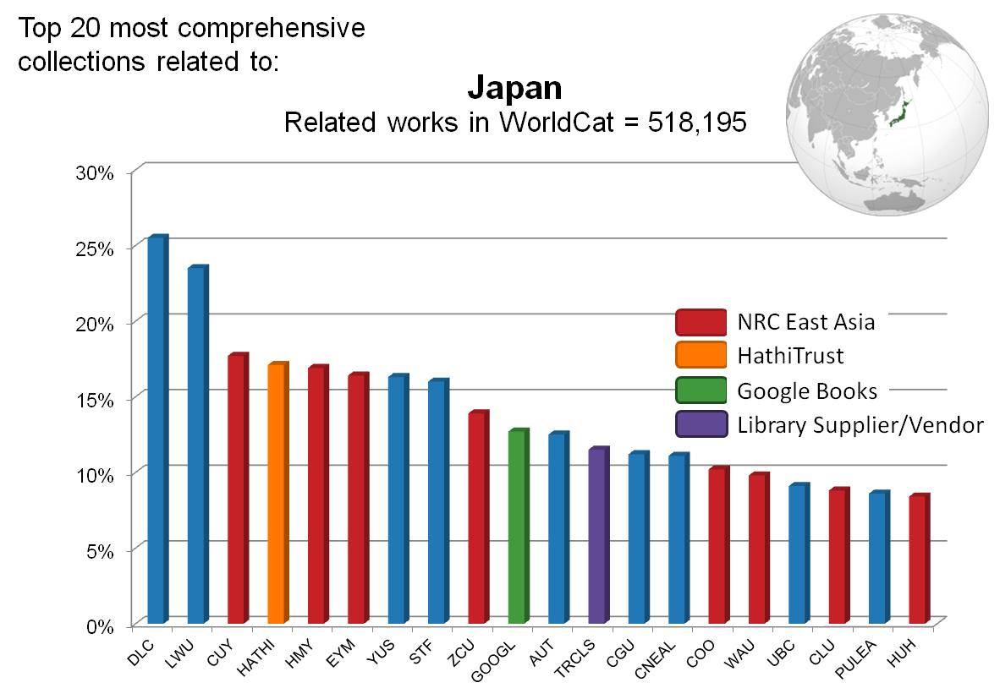 Top 20 most comprehensive
collections related to:
Japan
Related works in WorldCat = 518,195
30%
25%
20%
15%
10%
5%
0%
NRC East Asia
HathiTrust
Google Books
Library Supplier/Vendor
DLC
LWU
CUY
HATHI
HMY
EYM
YUS
STF
ZCU
GOOGL
AUT
TRCLS
CGU
CNEAL
COO
WAU
UBC
CLU
PULEA
HUH